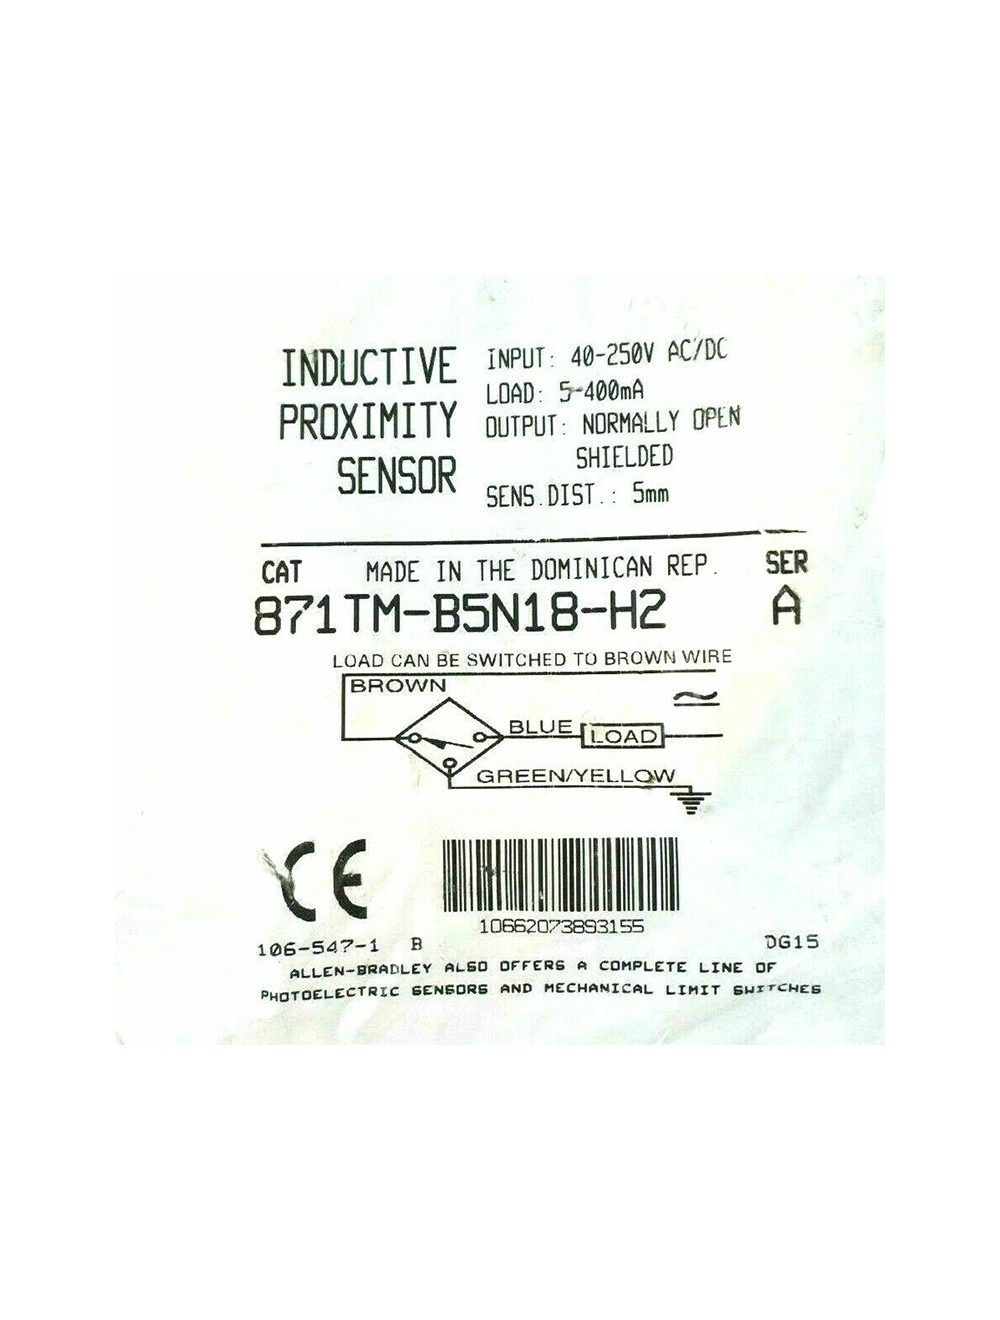 INDUCTIVE
PROXIMITY
SENSOR
INPUT: 40-250V AC/DC
LOAD: 5-400mA
OUTPUT: NORMALLY OPEN
SHIELDED
SENS.DIST.: 5mm
CAT MADE IN THE DOMINICAN REP. SER
871TM-B5N18-H2 A
LOAD CAN BE SWITCHED TO BROWN WIRE
BROWN
BLUE LOAD
GREEN/YELLOW
CE
10662073893155
106-547-1 B DG15
ALLEN-BRADLEY ALSO OFFERS A COMPLETE LINE OF
PHOTOELECTRIC SENSORS AND MECHANICAL LIMIT SWITCHES